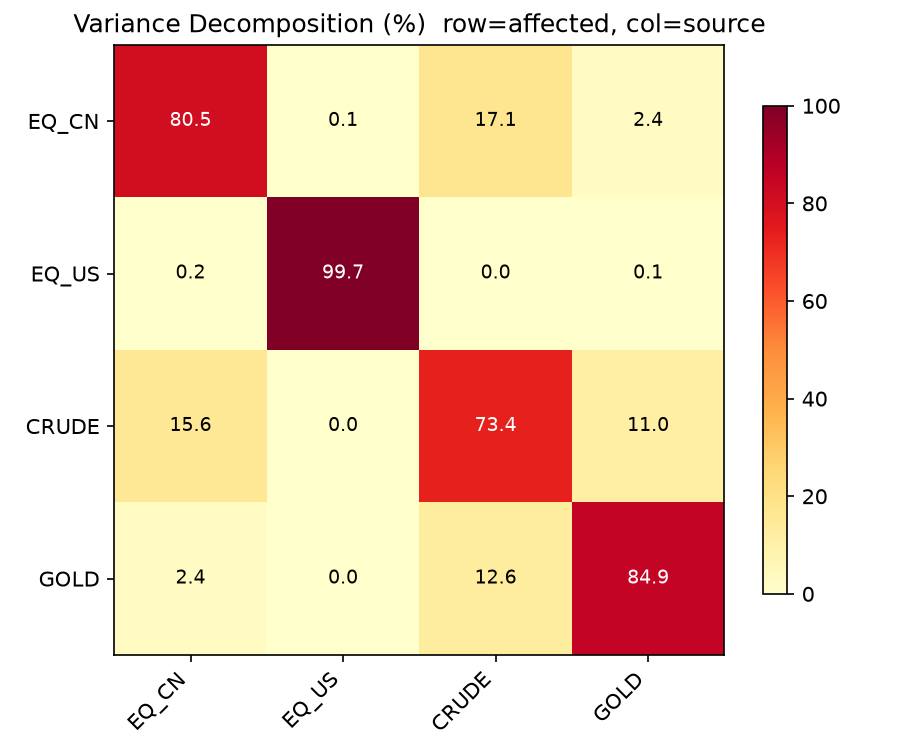 Variance Decomposition (%)  row=affected, col=source
100
EQ_CN 80.5 0.1 17.1 2.4
80
EQ_US 0.2 99.7 0.0 0.1
60
40
CRUDE 15.6 0.0 73.4 11.0
20
GOLD 2.4 0.0 12.6 84.9
0
EQ_CN EQ_US CRUDE GOLD